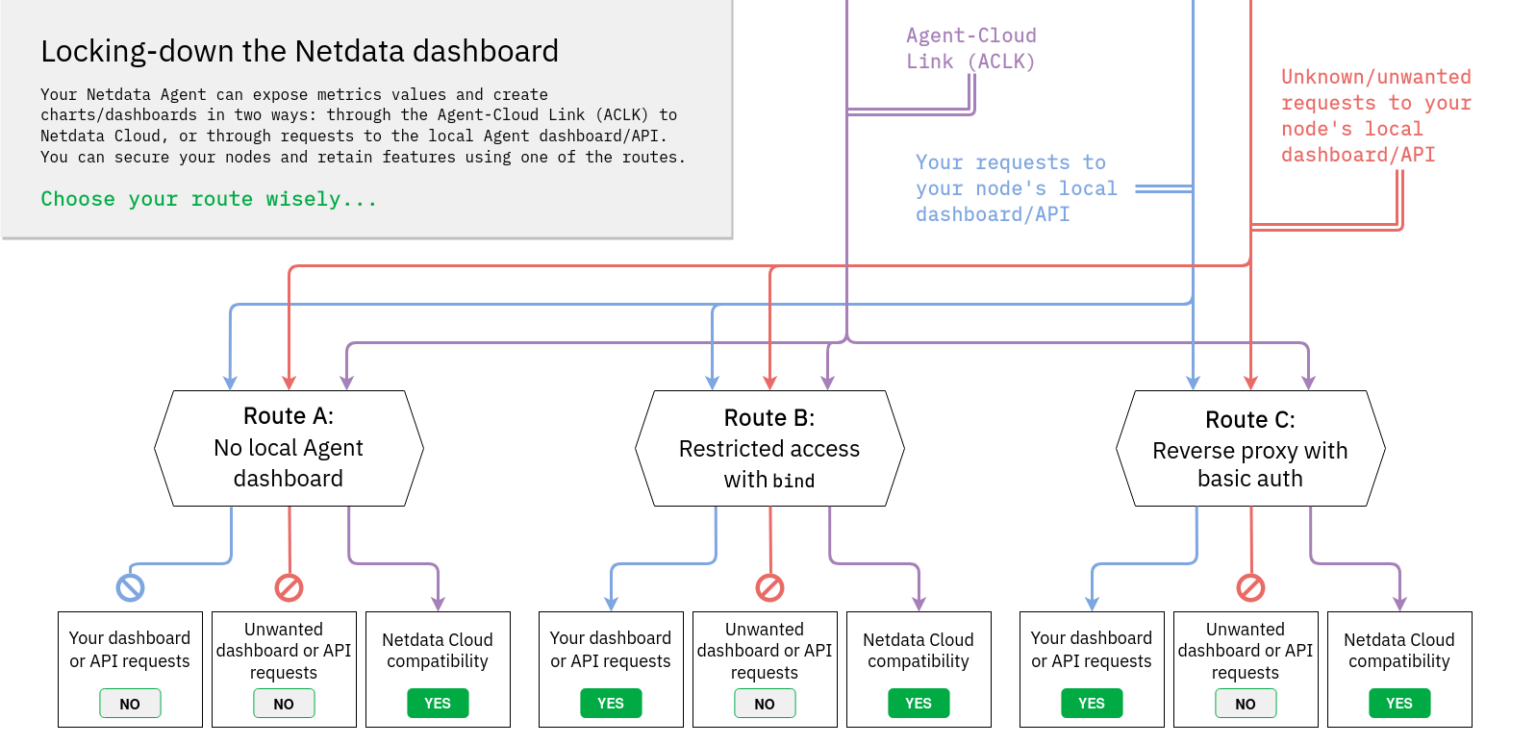 Locking-down the Netdata dashboard
Your Netdata Agent can expose metrics values and create
charts/dashboards in two ways: through the Agent-Cloud Link (ACLK) to
Netdata Cloud, or through requests to the local Agent dashboard/API.
You can secure your nodes and retain features using one of the routes.
Choose your route wisely...
Agent-Cloud
Link (ACLK)
Your requests to
your node's local
dashboard/API
Unknown/unwanted
requests to your
node's local
dashboard/API
Route A:
No local Agent
dashboard
Route B:
Restricted access
with bind
Route C:
Reverse proxy with
basic auth
Your dashboard
or API requests
NO
Unwanted
dashboard or API
requests
NO
Netdata Cloud
compatibility
YES
Your dashboard
or API requests
YES
Unwanted
dashboard or API
requests
NO
Netdata Cloud
compatibility
YES
Your dashboard
or API requests
YES
Unwanted
dashboard or API
requests
NO
Netdata Cloud
compatibility
YES